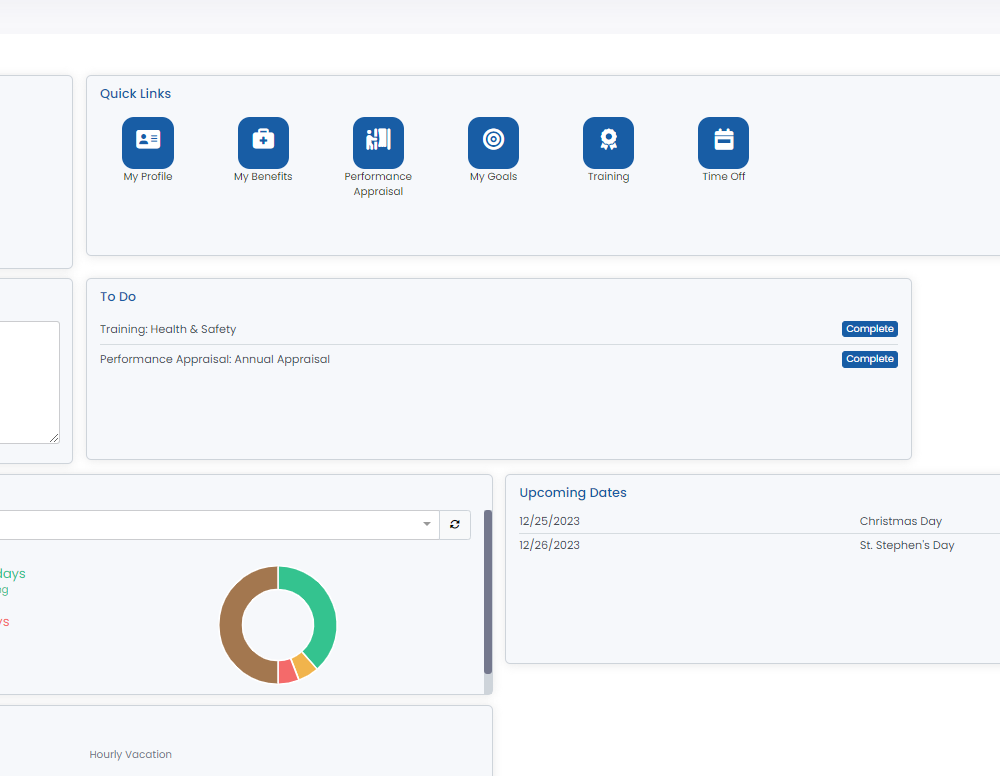 Quick Links
My Profile
My Benefits
Performance
Appraisal
My Goals
Training
Time Off
To Do
Training: Health & Safety
Complete
Performance Appraisal: Annual Appraisal
Complete
Upcoming Dates
12/25/2023
Christmas Day
12/26/2023
St. Stephen's Day
days
Hourly Vacation